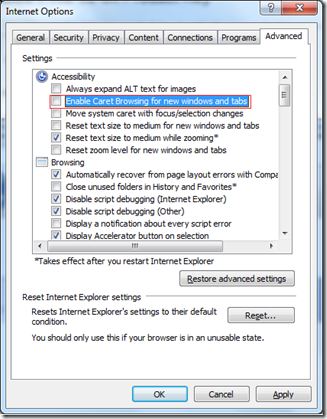 Internet Options
General Security Privacy Content Connections Programs Advanced
Settings
Accessibility
Always expand ALT text for images
Enable Caret Browsing for new windows and tabs
Move system caret with focus/selection changes
Reset text size to medium for new windows and tabs
Reset text size to medium while zooming*
Reset zoom level for new windows and tabs
Browsing
Automatically recover from page layout errors with Compa
Close unused folders in History and Favorites*
Disable script debugging (Internet Explorer)
Disable script debugging (Other)
Display a notification about every script error
Display Accelerator button on selection
*Takes effect after you restart Internet Explorer
Restore advanced settings
Reset Internet Explorer settings
Resets Internet Explorer's settings to their default
condition.
Reset...
You should only use this if your browser is in an unusable state.
OK Cancel Apply